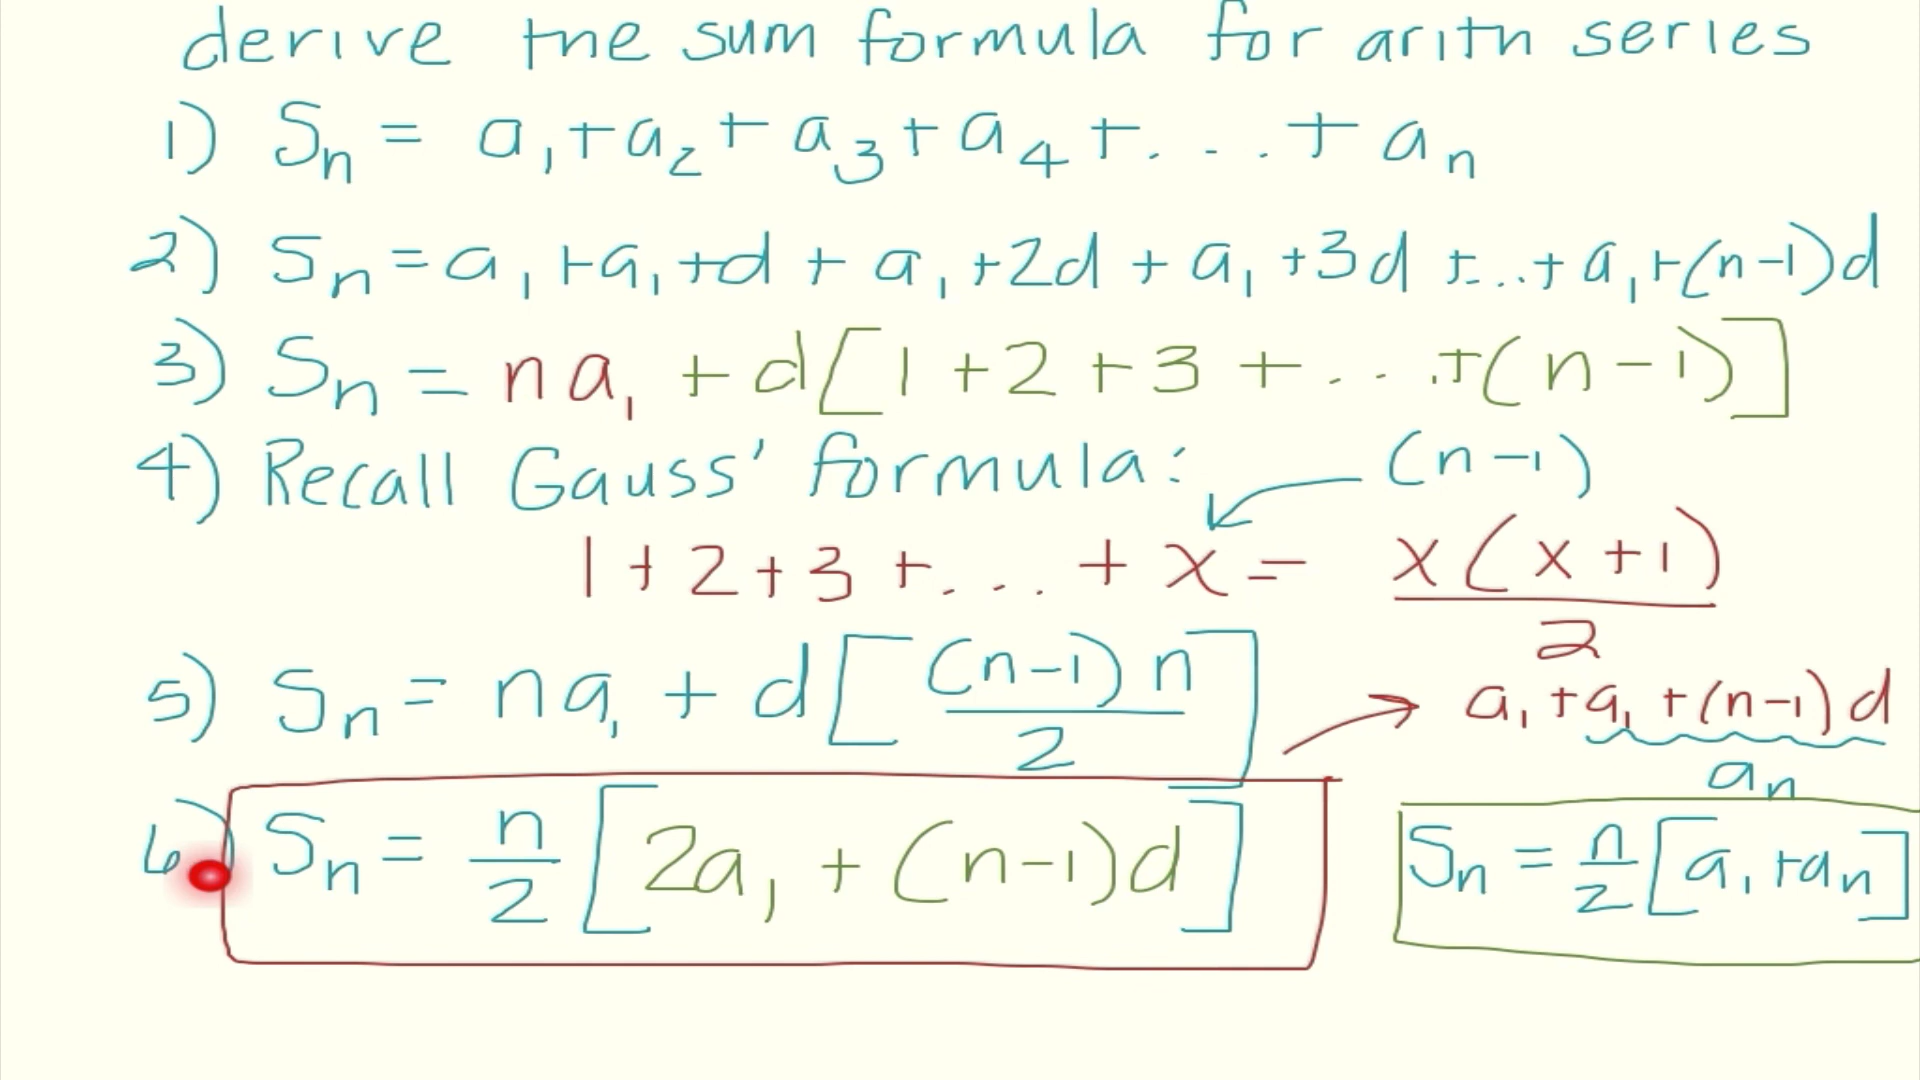 derive the sum formula for arith series
1) Sₙ = a₁ + a₂ + a₃ + a₄ + . . . + aₙ
2) Sₙ = a₁ + a₁ + d + a₁ + 2d + a₁ + 3d + ... + a₁ + (n-1)d
3) Sₙ = na₁ + d[1 + 2 + 3 + . . . + (n-1)]
4) Recall Gauss' formula: (n-1)
1 + 2 + 3 + . . . + x = x(x+1)/2
5) Sₙ = na₁ + d[(n-1)n/2]
a₁ + a₁ + (n-1)d
aₙ
6) Sₙ = n/2 [2a₁ + (n-1)d]
Sₙ = n/2 [a₁ + aₙ]